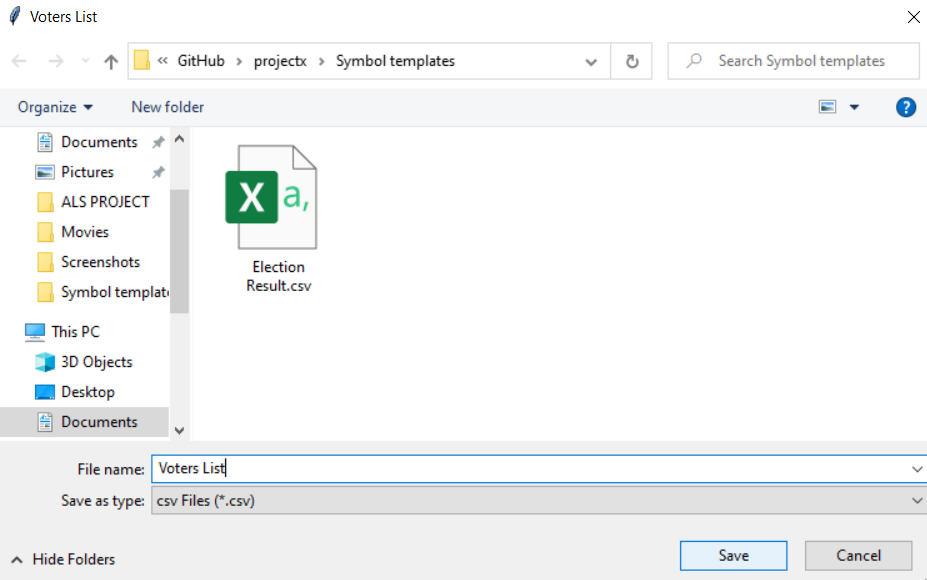 Voters List
« GitHub › projectx › Symbol templates
Search Symbol templates
Organize
New folder
?
Documents
Pictures
ALS PROJECT
Movies
Screenshots
Symbol templat
This PC
3D Objects
Desktop
Documents
X a,
Election
Result.csv
File name: Voters List
Save as type: csv Files (*.csv)
Hide Folders
Save
Cancel